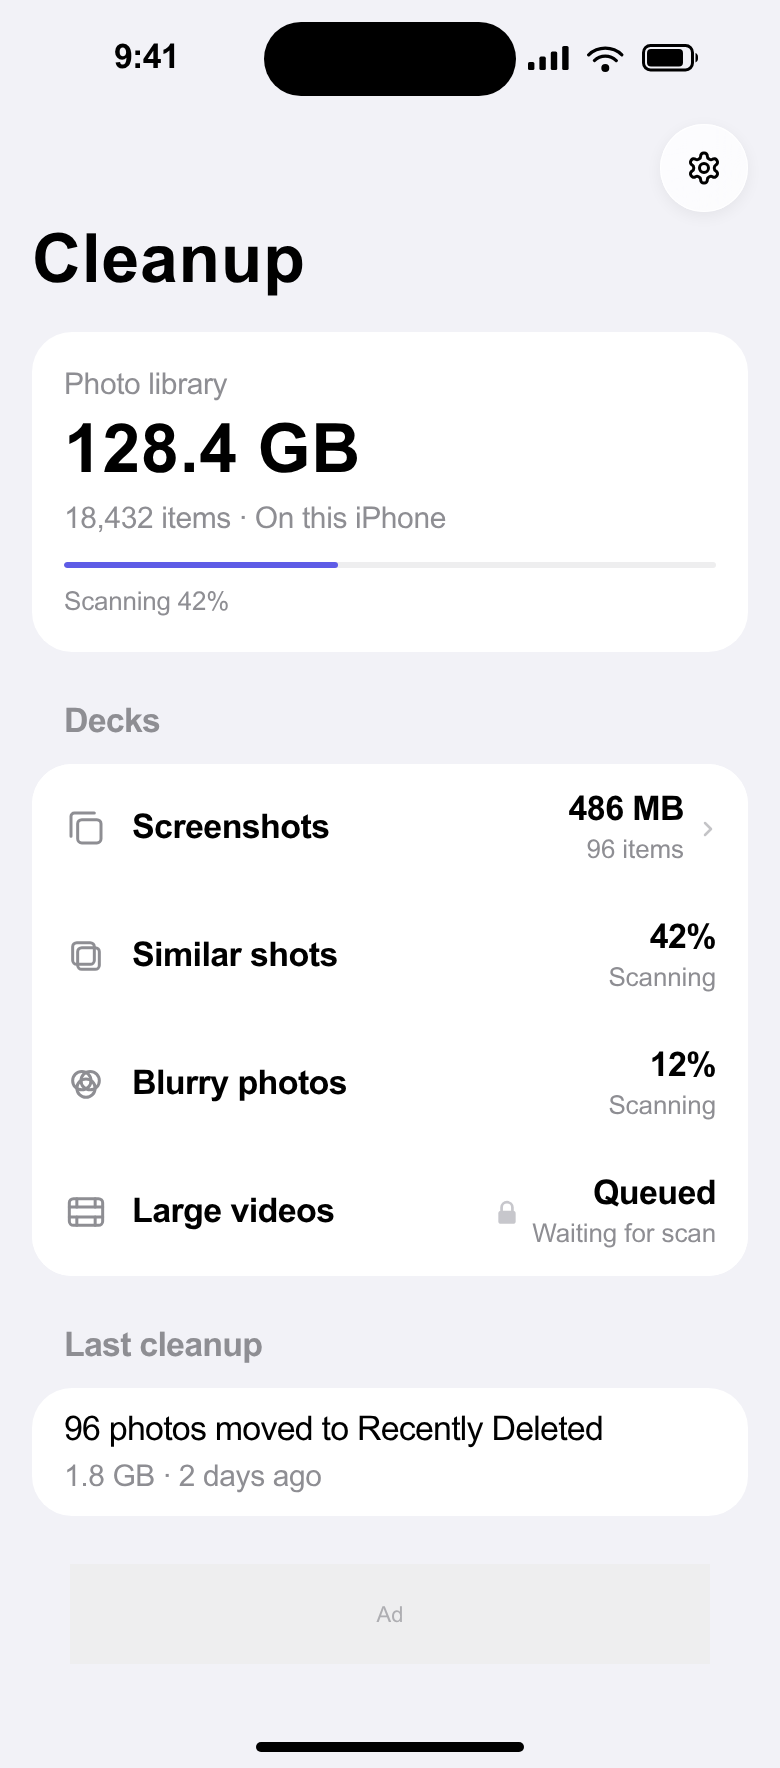 9:41
Cleanup
Photo library
128.4 GB
18,432 items · On this iPhone
Scanning 42%
Decks
Screenshots
486 MB
96 items
Similar shots
42%
Scanning
Blurry photos
12%
Scanning
Large videos
Queued
Waiting for scan
Last cleanup
96 photos moved to Recently Deleted
1.8 GB · 2 days ago
Ad